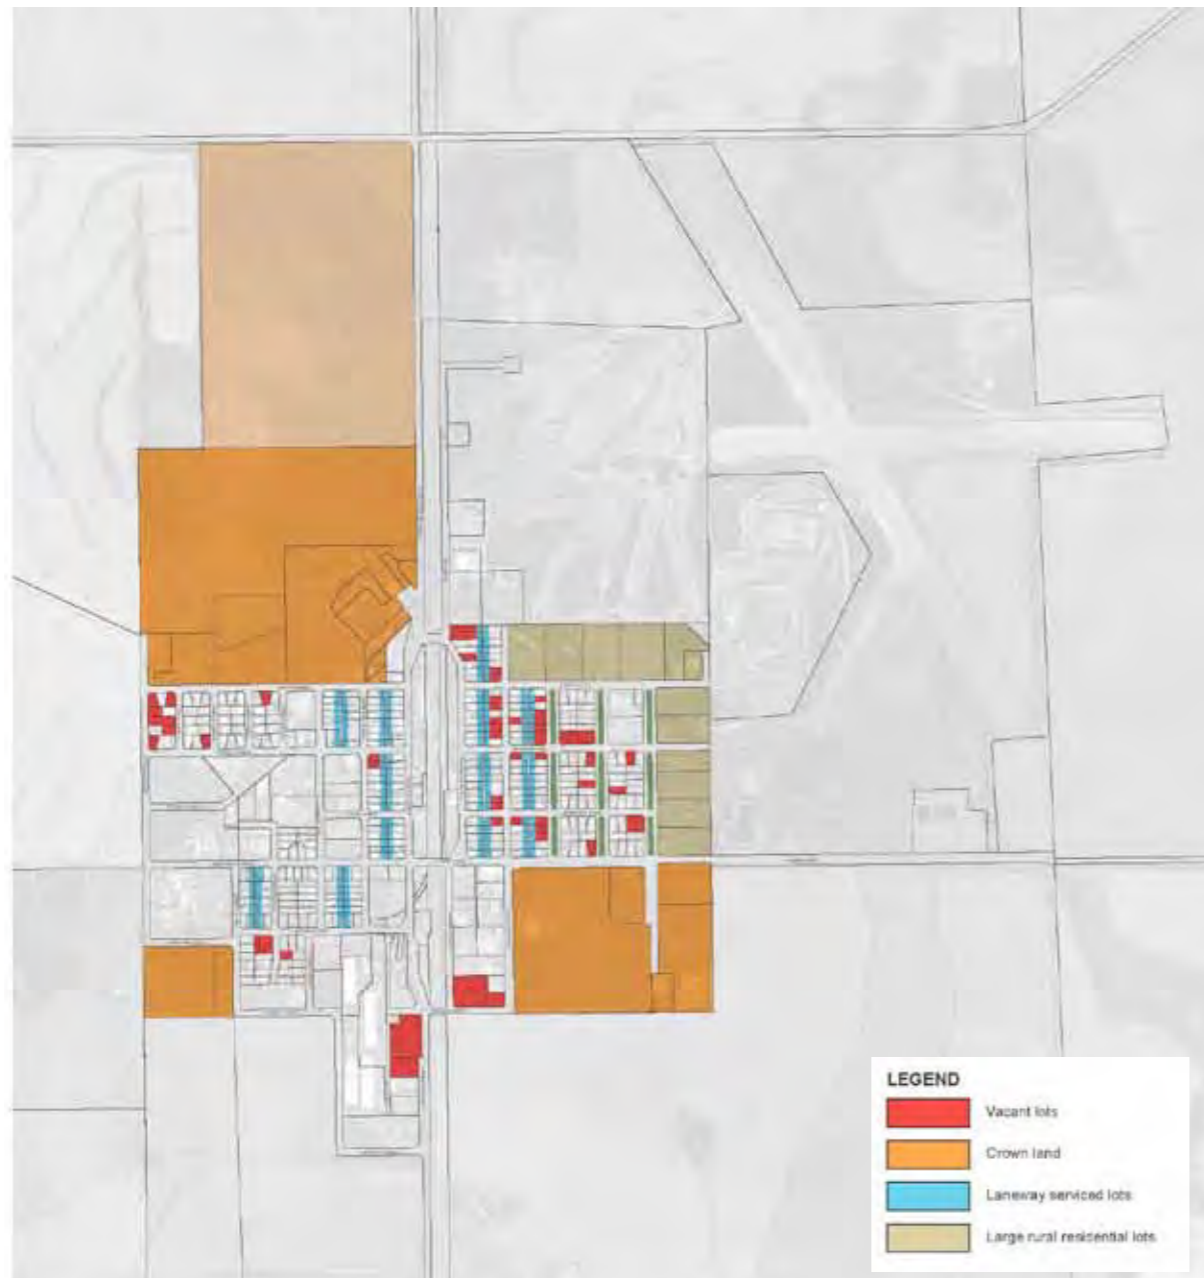 LEGEND
Vacant lots
Crown land
Laneway serviced lots
Large rural residential lots